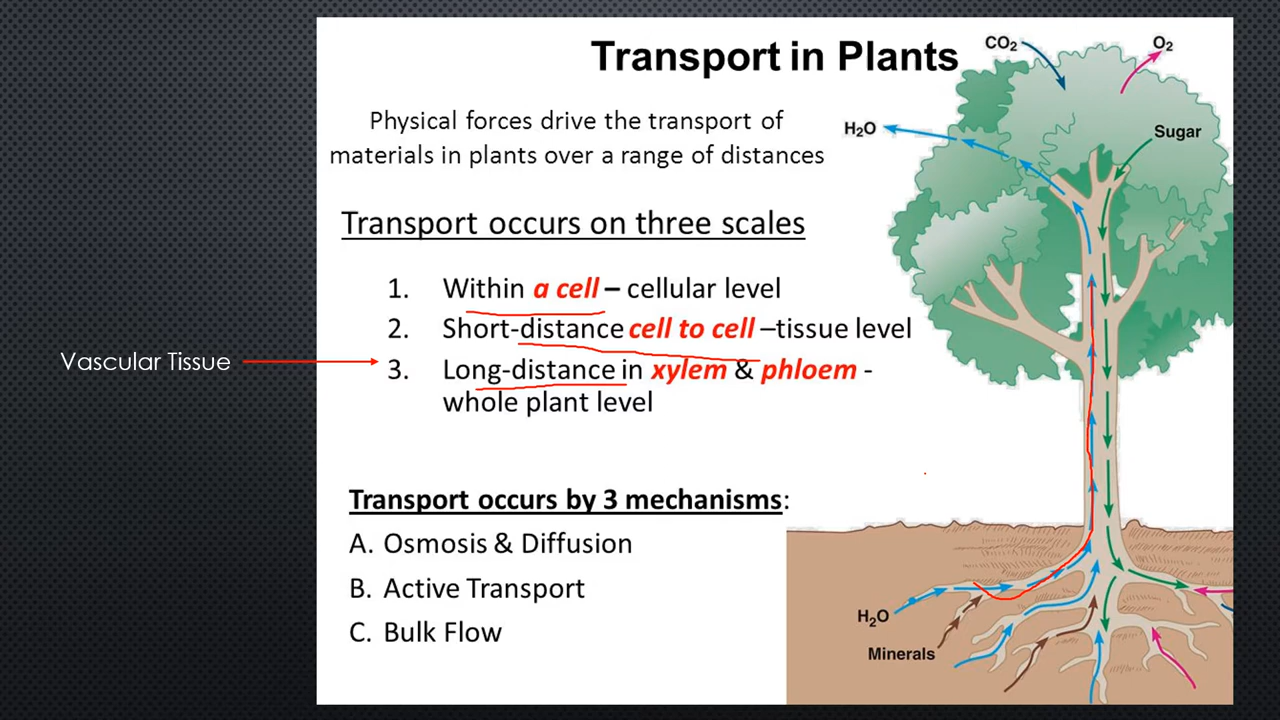 Transport in Plants
CO₂
O₂
Physical forces drive the transport of
materials in plants over a range of distances
H₂O
Sugar
Transport occurs on three scales
1. Within a cell – cellular level
2. Short-distance cell to cell –tissue level
Vascular Tissue
3. Long-distance in xylem & phloem -
whole plant level
Transport occurs by 3 mechanisms:
A. Osmosis & Diffusion
B. Active Transport
C. Bulk Flow
H₂O
Minerals